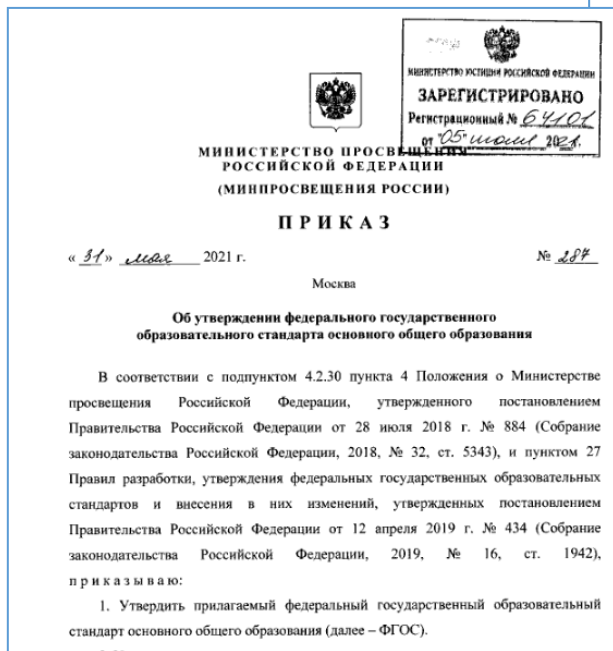 МИНИСТЕРСТВО ЮСТИЦИИ РОССИЙСКОЙ ФЕДЕРАЦИИ
ЗАРЕГИСТРИРОВАНО
Регистрационный № 64101
от "05" июля 2021.
МИНИСТЕРСТВО ПРОСВЕЩЕНИЯ
РОССИЙСКОЙ ФЕДЕРАЦИИ
(МИНПРОСВЕЩЕНИЯ РОССИИ)
ПРИКАЗ
« 31 » мая 2021 г. № 287
Москва
Об утверждении федерального государственного
образовательного стандарта основного общего образования
В соответствии с подпунктом 4.2.30 пункта 4 Положения о Министерстве
просвещения Российской Федерации, утвержденного постановлением
Правительства Российской Федерации от 28 июля 2018 г. № 884 (Собрание
законодательства Российской Федерации, 2018, № 32, ст. 5343), и пунктом 27
Правил разработки, утверждения федеральных государственных образовательных
стандартов и внесения в них изменений, утвержденных постановлением
Правительства Российской Федерации от 12 апреля 2019 г. № 434 (Собрание
законодательства Российской Федерации, 2019, № 16, ст. 1942),
приказываю:
1. Утвердить прилагаемый федеральный государственный образовательный
стандарт основного общего образования (далее – ФГОС).